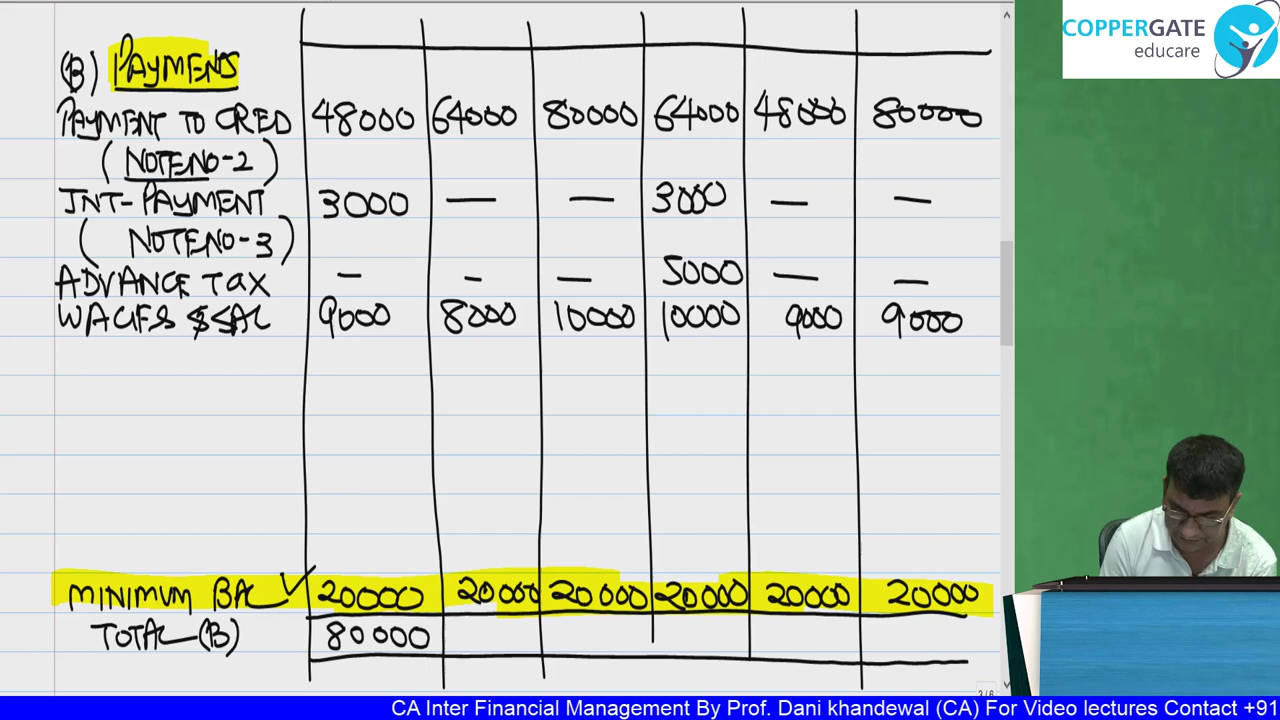 COPPERGATE
educare
(B) PAYMENTS
PAYMENT TO CRED 48000 64000 80000 64000 48000 80000
(NOTE NO-2)
INT-PAYMENT 3000 — — 3000 — —
(NOTE NO-3)
ADVANCE TAX — — — 5000 — —
WAGES & SAL 9000 8000 10000 10000 9000 9000
MINIMUM BAL ✓ 20000 20000 20000 20000 20000 20000
TOTAL (B) 80000
3/6
CA Inter Financial Management By Prof. Dani khandewal (CA) For Video lectures Contact +91